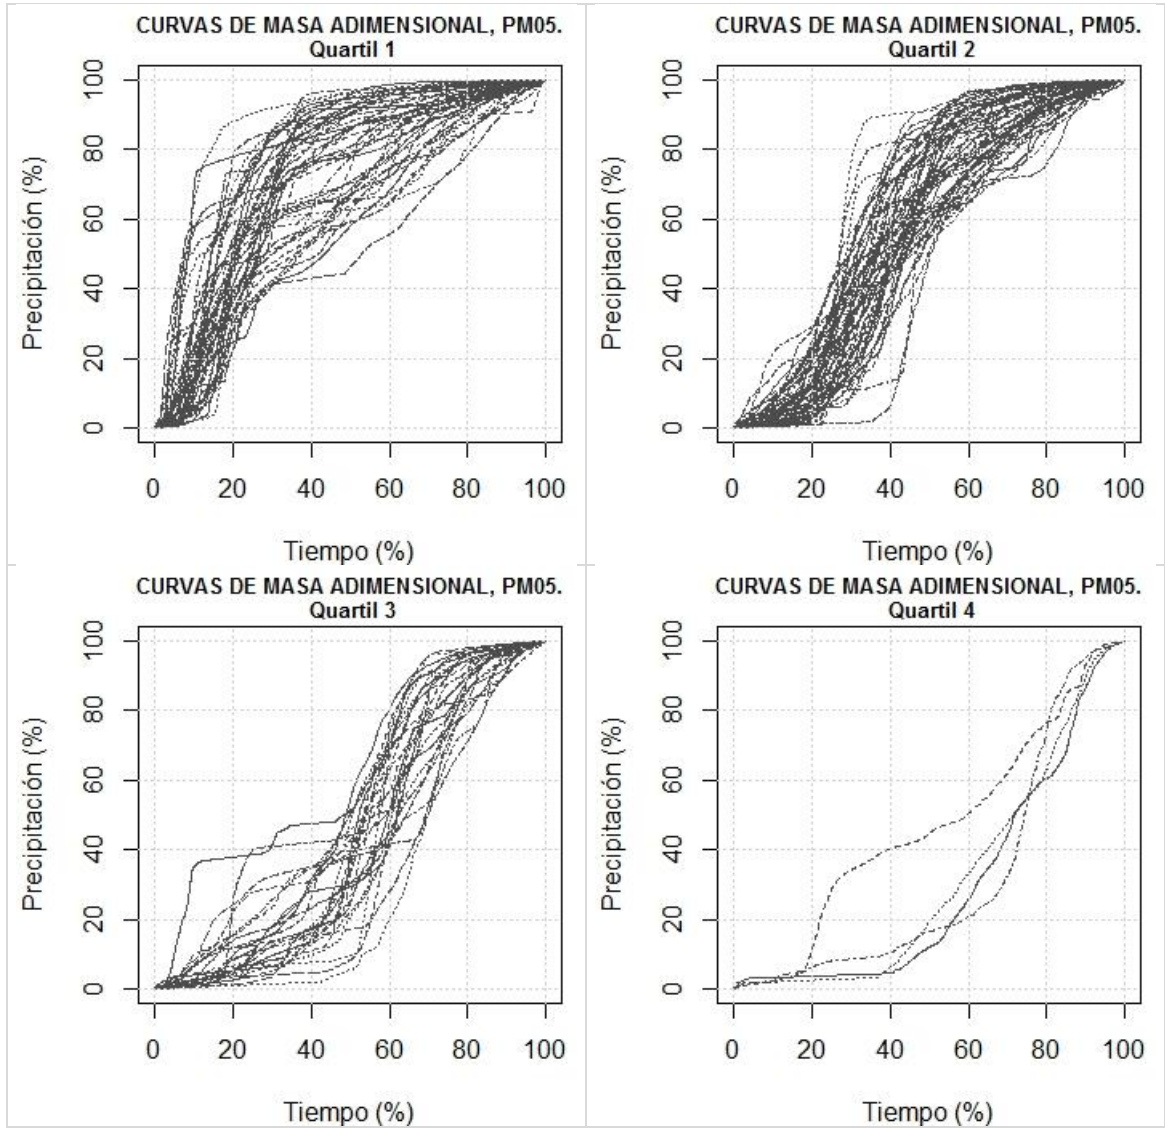 CURVAS DE MASA ADIMENSIONAL, PM05.
Quartil 1
Precipitación (%)
100
80
60
40
20
0
0 20 40 60 80 100
Tiempo (%)
CURVAS DE MASA ADIMENSIONAL, PM05.
Quartil 2
Precipitación (%)
100
80
60
40
20
0
0 20 40 60 80 100
Tiempo (%)
CURVAS DE MASA ADIMENSIONAL, PM05.
Quartil 3
Precipitación (%)
100
80
60
40
20
0
0 20 40 60 80 100
Tiempo (%)
CURVAS DE MASA ADIMENSIONAL, PM05.
Quartil 4
Precipitación (%)
100
80
60
40
20
0
0 20 40 60 80 100
Tiempo (%)